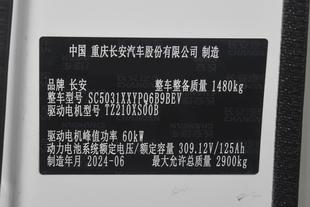 中国 重庆长安汽车股份有限公司 制造
品牌 长安 整车整备质量 1480kg
整车型号 SC5031XXYPQ6B9BEV
驱动电机型号 TZ210XS00B
驱动电机峰值功率 60kW
动力电池系统额定电压/额定容量 309.12V/125Ah
制造年月 2024-06 最大允许总质量 2900kg